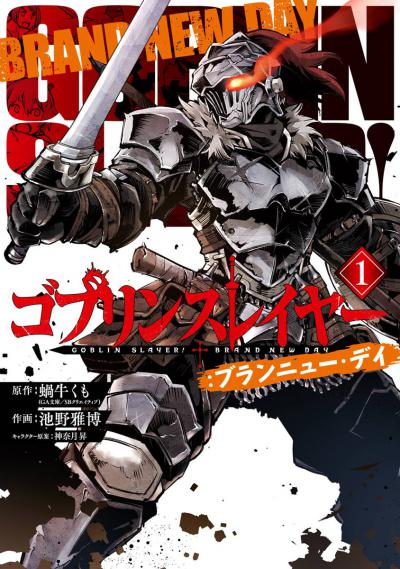 BRAND NEW DAY
GOBLIN
SLAYER!
1
ゴブリンスレイヤー
GOBLIN SLAYER! BRAND NEW DAY
:ブランニュー・デイ
原作:蝸牛くも
(GA文庫/SBクリエイティブ)
作画:池野雅博
キャラクター原案:神奈月昇